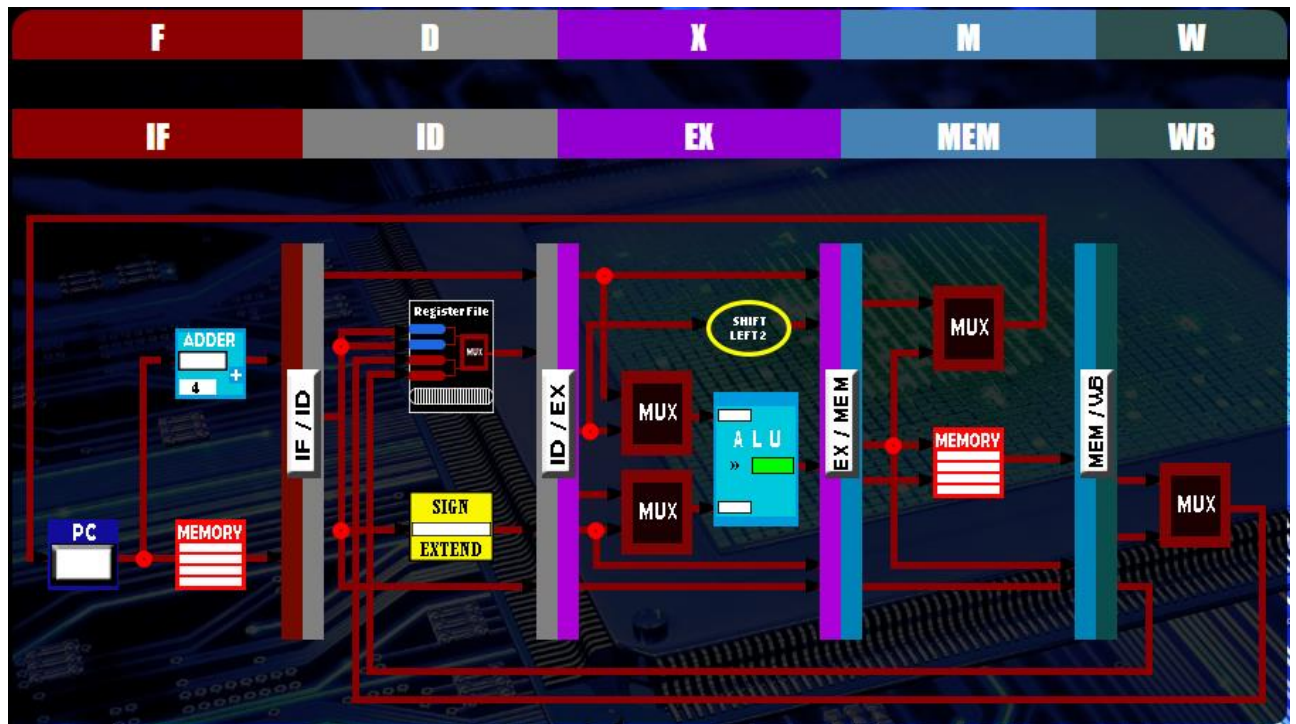 F D X M W
IF ID EX MEM WB
Register File
MUX
SHIFT
LEFT 2
ADDER
4
+
MUX
IF / ID
ID / EX
MUX
A L U
»
EX / MEM
MEMORY
MEM / WB
SIGN
EXTEND
MUX
MUX
PC
MEMORY